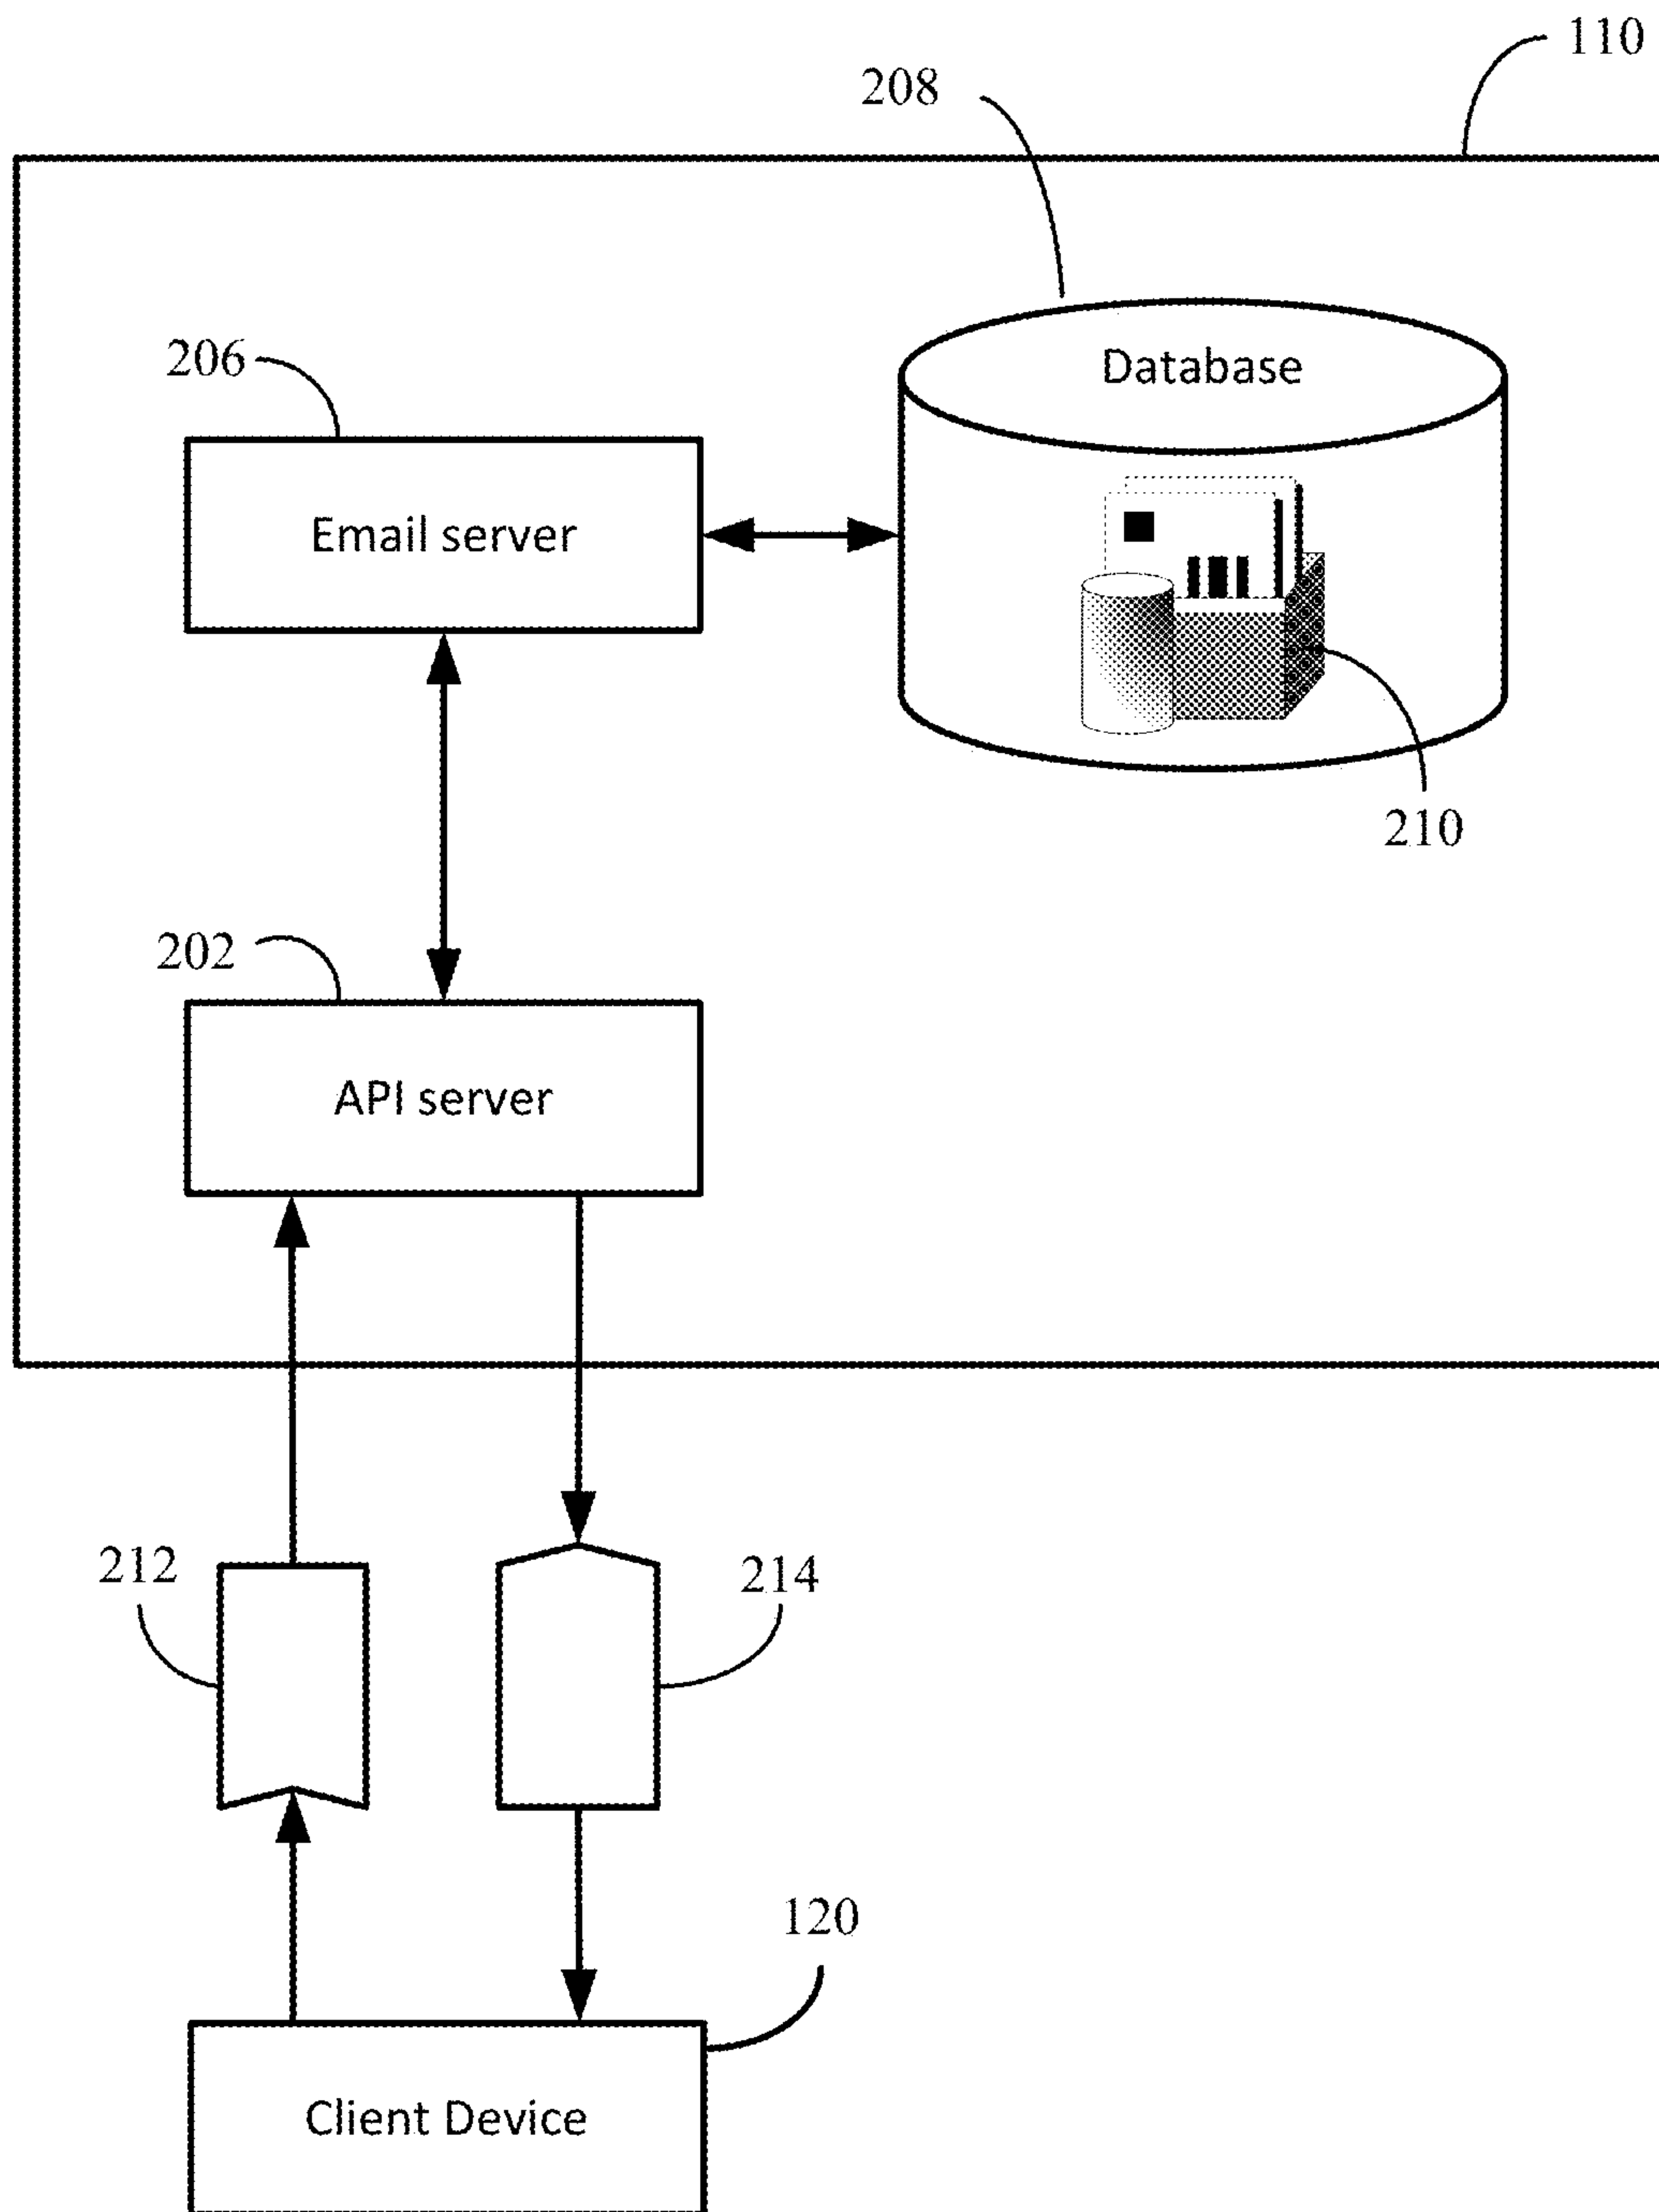 110
208
206
Database
Email server
210
202
API server
212
214
120
Client Device